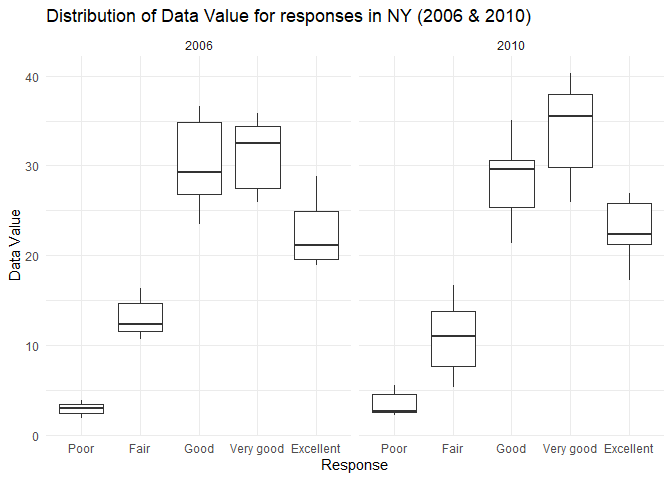 Distribution of Data Value for responses in NY (2006 & 2010)
2006
2010
Data Value
40
30
20
10
0
Poor
Fair
Good
Very good
Excellent
Poor
Fair
Good
Very good
Excellent
Response